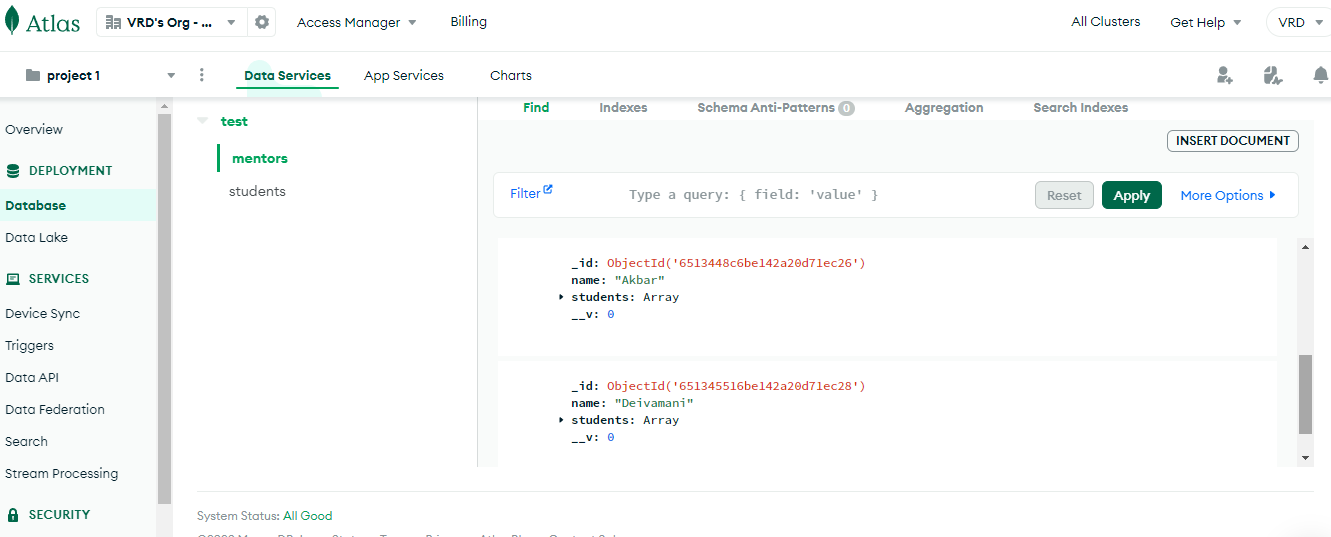 Atlas
VRD's Org - ...
Access Manager
Billing
All Clusters
Get Help
VRD
project 1
Data Services
App Services
Charts
Overview
DEPLOYMENT
Database
Data Lake
SERVICES
Device Sync
Triggers
Data API
Data Federation
Search
Stream Processing
SECURITY
test
mentors
students
Find
Indexes
Schema Anti-Patterns 0
Aggregation
Search Indexes
INSERT DOCUMENT
Filter
Type a query: { field: 'value' }
Reset
Apply
More Options
_id: ObjectId('6513448c6be142a20d71ec26')
name: "Akbar"
students: Array
__v: 0
_id: ObjectId('651345516be142a20d71ec28')
name: "Deivamani"
students: Array
__v: 0
System Status: All Good